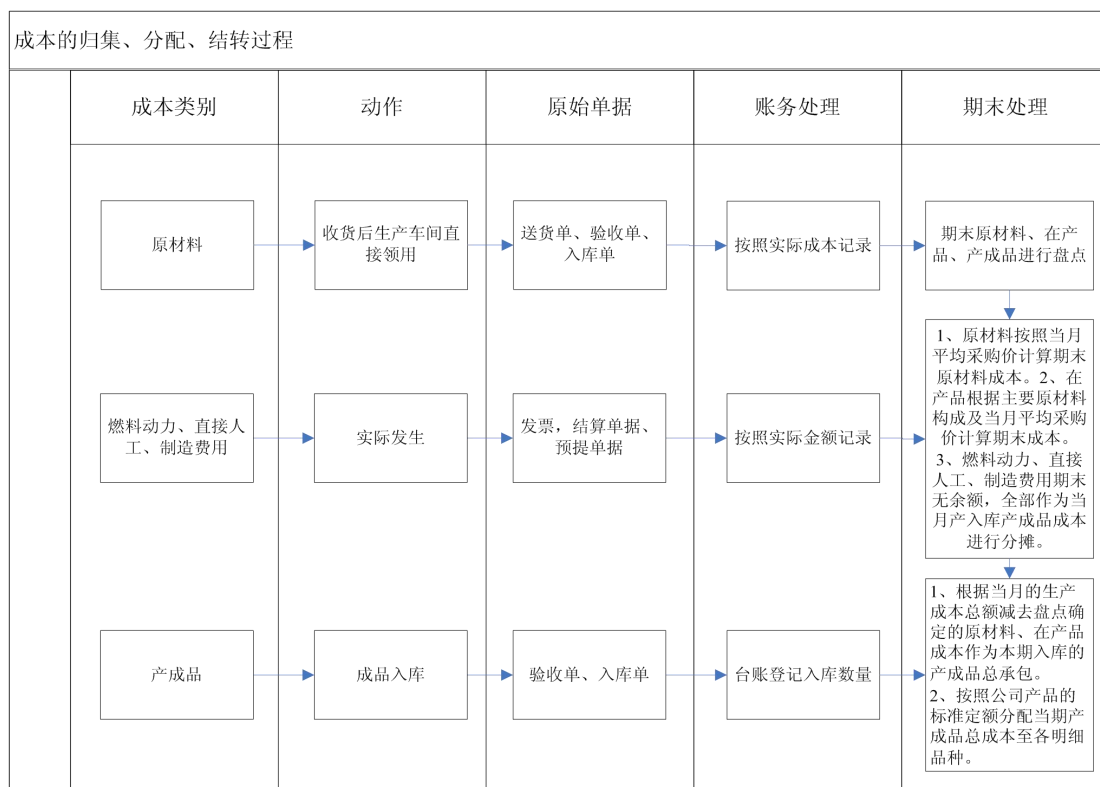 成本的归集、分配、结转过程
成本类别
动作
原始单据
账务处理
期末处理
原材料
收货后生产车间直
接领用
送货单、验收单、
入库单
按照实际成本记录
期末原材料、在产
品、产成品进行盘点
燃料动力、直接人
工、制造费用
实际发生
发票，结算单据、
预提单据
按照实际金额记录
1、原材料按照当月
平均采购价计算期末
原材料成本。2、在
产品根据主要原材料
构成及当月平均采购
价计算期末成本。
3、燃料动力、直接
人工、制造费用期末
无余额，全部作为当
月产入库产成品成本
进行分摊。
产成品
成品入库
验收单、入库单
台账登记入库数量
1、根据当月的生产
成本总额减去盘点确
定的原材料、在产品
成本作为本期入库的
产成品总承包。
2、按照公司产品的
标准定额分配当期产
成品总成本至各明细
品种。